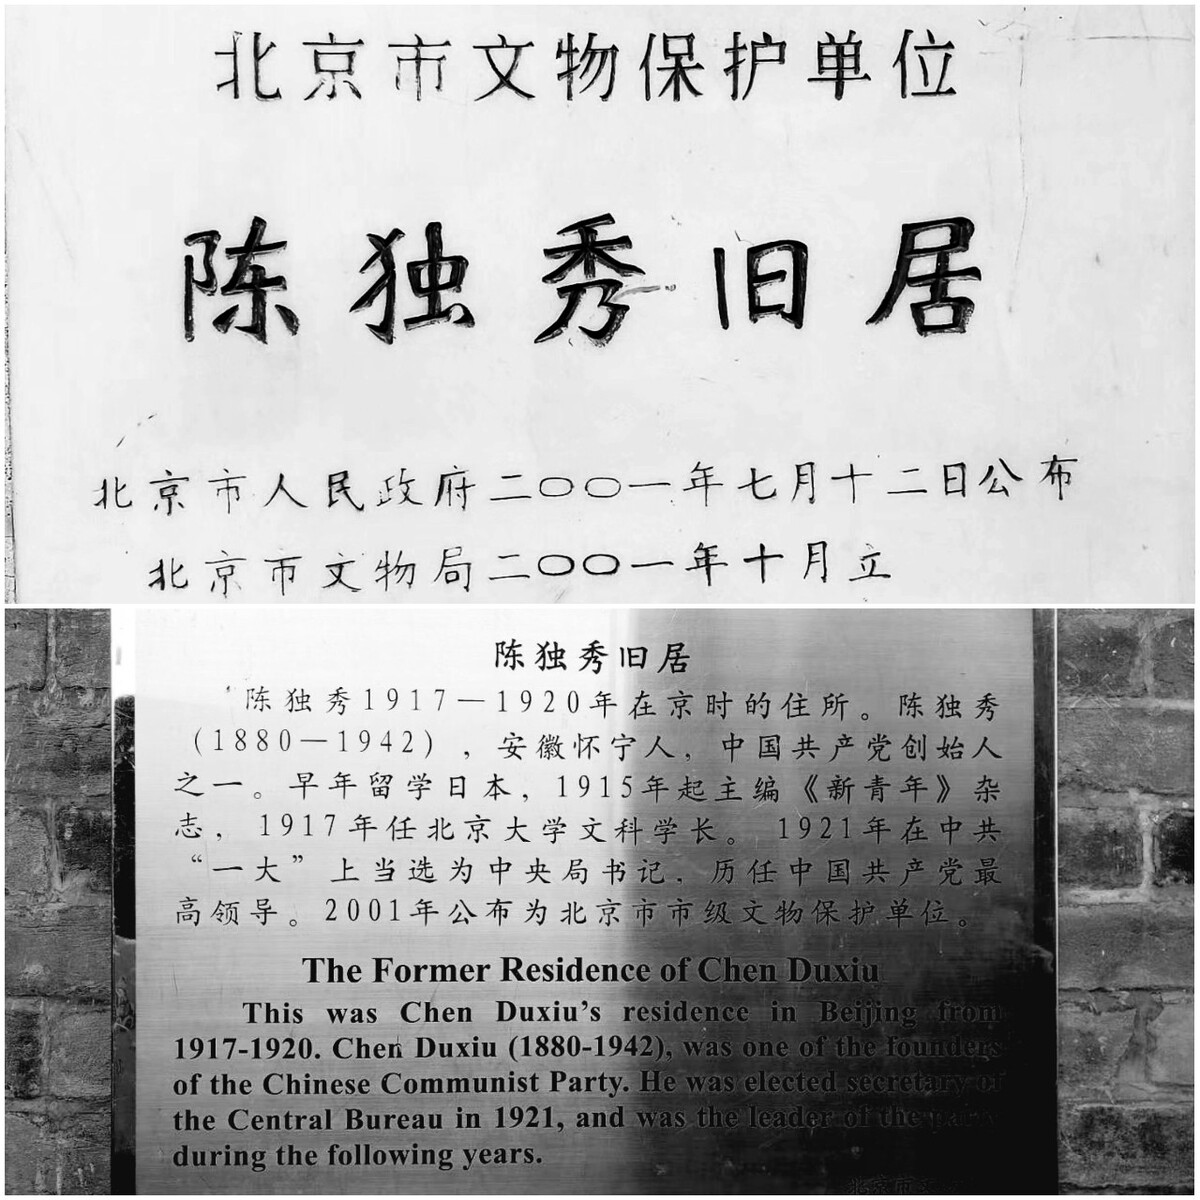 北京市文物保护单位
陈独秀旧居
北京市人民政府二〇〇一年七月十二日公布
北京市文物局二〇〇一年十月立
陈独秀旧居
陈独秀1917—1920年在京时的住所。陈独秀
(1880—1942)，安徽怀宁人，中国共产党创始人
之一。早年留学日本，1915年起主编《新青年》杂
志，1917年任北京大学文科学长。1921年在中共
“一大”上当选为中央局书记，历任中国共产党最
高领导。2001年公布为北京市市级文物保护单位。
The Former Residence of Chen Duxiu
This was Chen Duxiu’s residence in Beijing from
1917-1920. Chen Duxiu (1880-1942), was one of the founders
of the Chinese Communist Party. He was elected secretary of
the Central Bureau in 1921, and was the leader of the party
during the following years.
北京市文